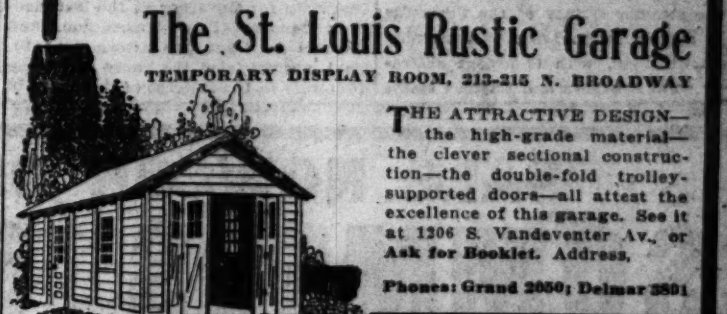 The St. Louis Rustic Garage
TEMPORARY DISPLAY ROOM, 213-215 N. BROADWAY
THE ATTRACTIVE DESIGN—
the high-grade material—
the clever sectional construc-
tion—the double-fold trolley-
supported doors—all attest the
excellence of this garage. See it
at 1206 S. Vandeventer Av., or
Ask for Booklet. Address,
Phones: Grand 2050; Delmar 3891